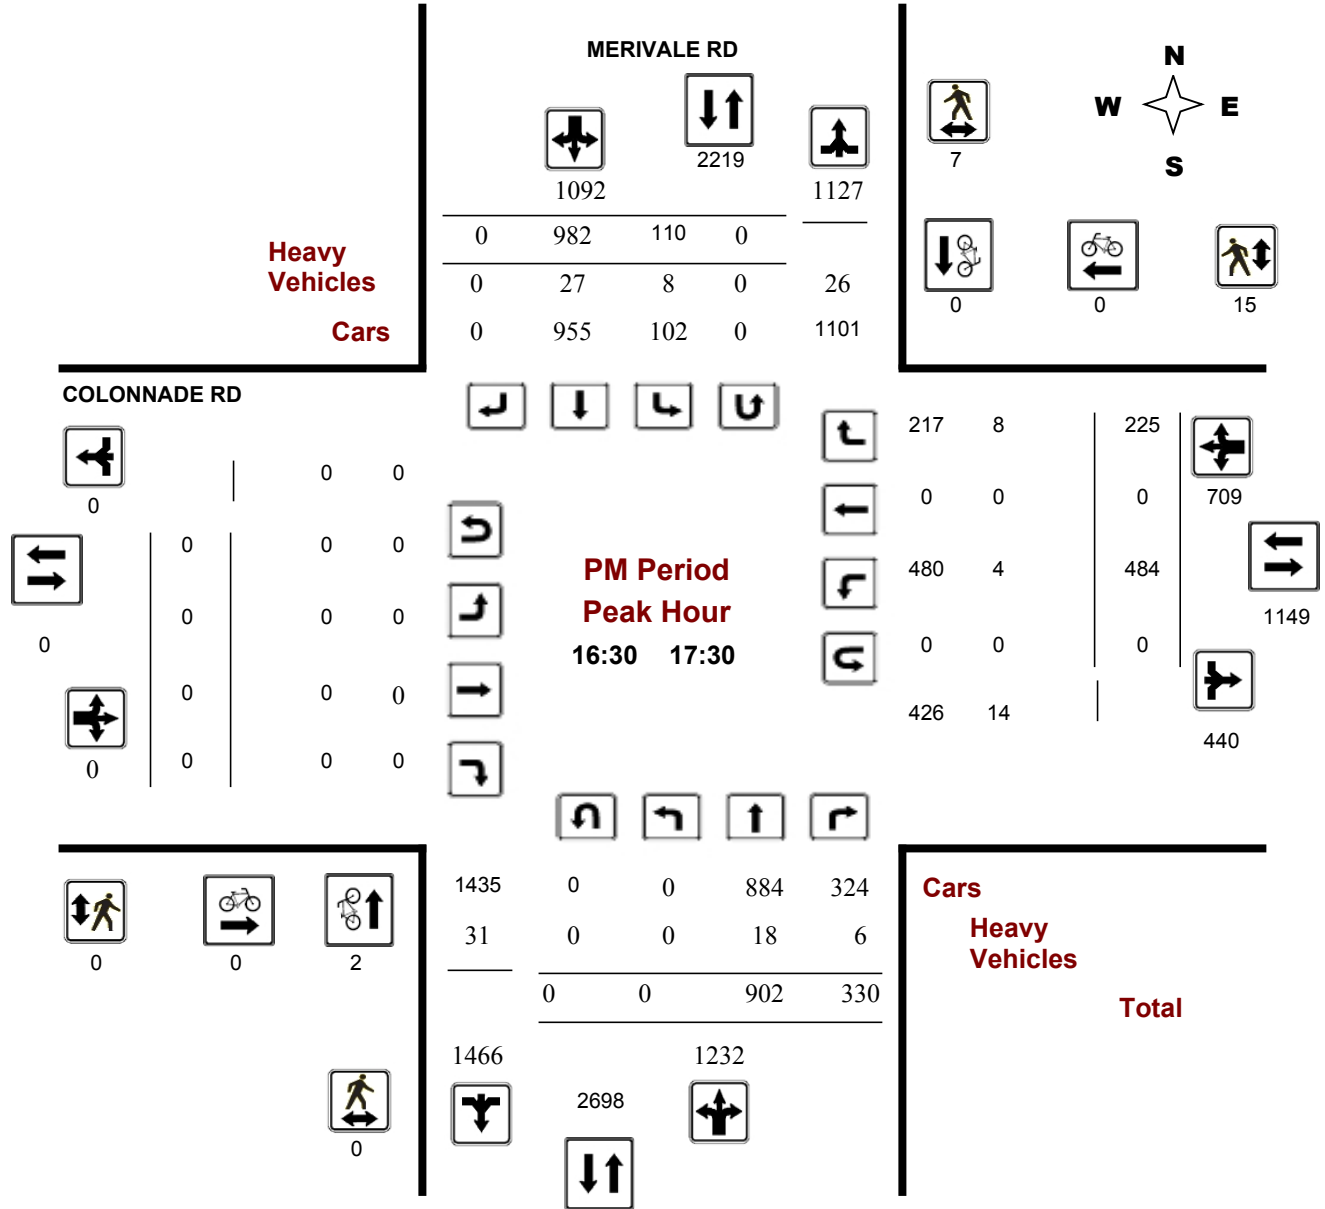 MERIVALE RD
N
W E
S
2219
7
1092 1127
0 982 110 0
Heavy
Vehicles 0 27 8 0 26
0 0 15
Cars 0 955 102 0 1101
COLONNADE RD
217 8 225
0 0
0
0 0 0 709
0 0 0
PM Period
480 4 484
Peak Hour
0 0 0
1149
0
16:30 17:30
0 0 0
0 0 0
426 14
440
0
0 0 0
1435 0 0 884 324 Cars
31 0 0 18 6 Heavy
Vehicles
0 0 2
0 0 902 330
Total
1466 1232
2698
0